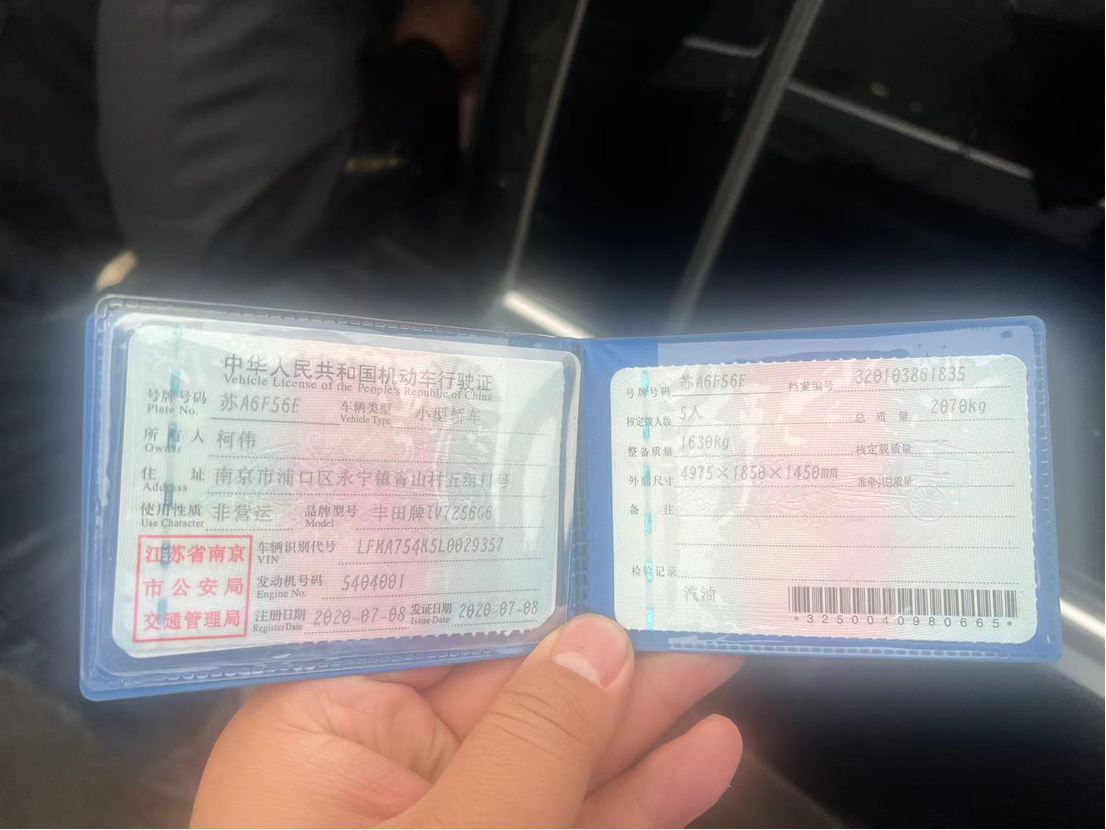 中华人民共和国机动车行驶证
Vehicle License of the People's Republic of China
号牌号码 苏A6F56E 车辆类型 小型轿车
Plate No. Vehicle Type
所有人 柯伟
Owner
住址 南京市浦口区永宁镇青山村五组11号
Address
使用性质 非营运 品牌型号 丰田牌TV7256G6
Use Character Model
江苏省南京
市公安局
交通管理局
车辆识别代号 LFMA754K5L0029357
VIN
发动机号码 5404001
Engine No.
注册日期 2020-07-08 发证日期 2020-07-08
Register Date Issue Date
号牌号码 苏A6F56E 档案编号 320103861835
核定载人数 5人 总质量 2070kg
整备质量 1630kg 核定载质量
外廓尺寸 4975×1850×1450mm 准牵引总质量
备注
检验记录
汽油
*3250040980665*